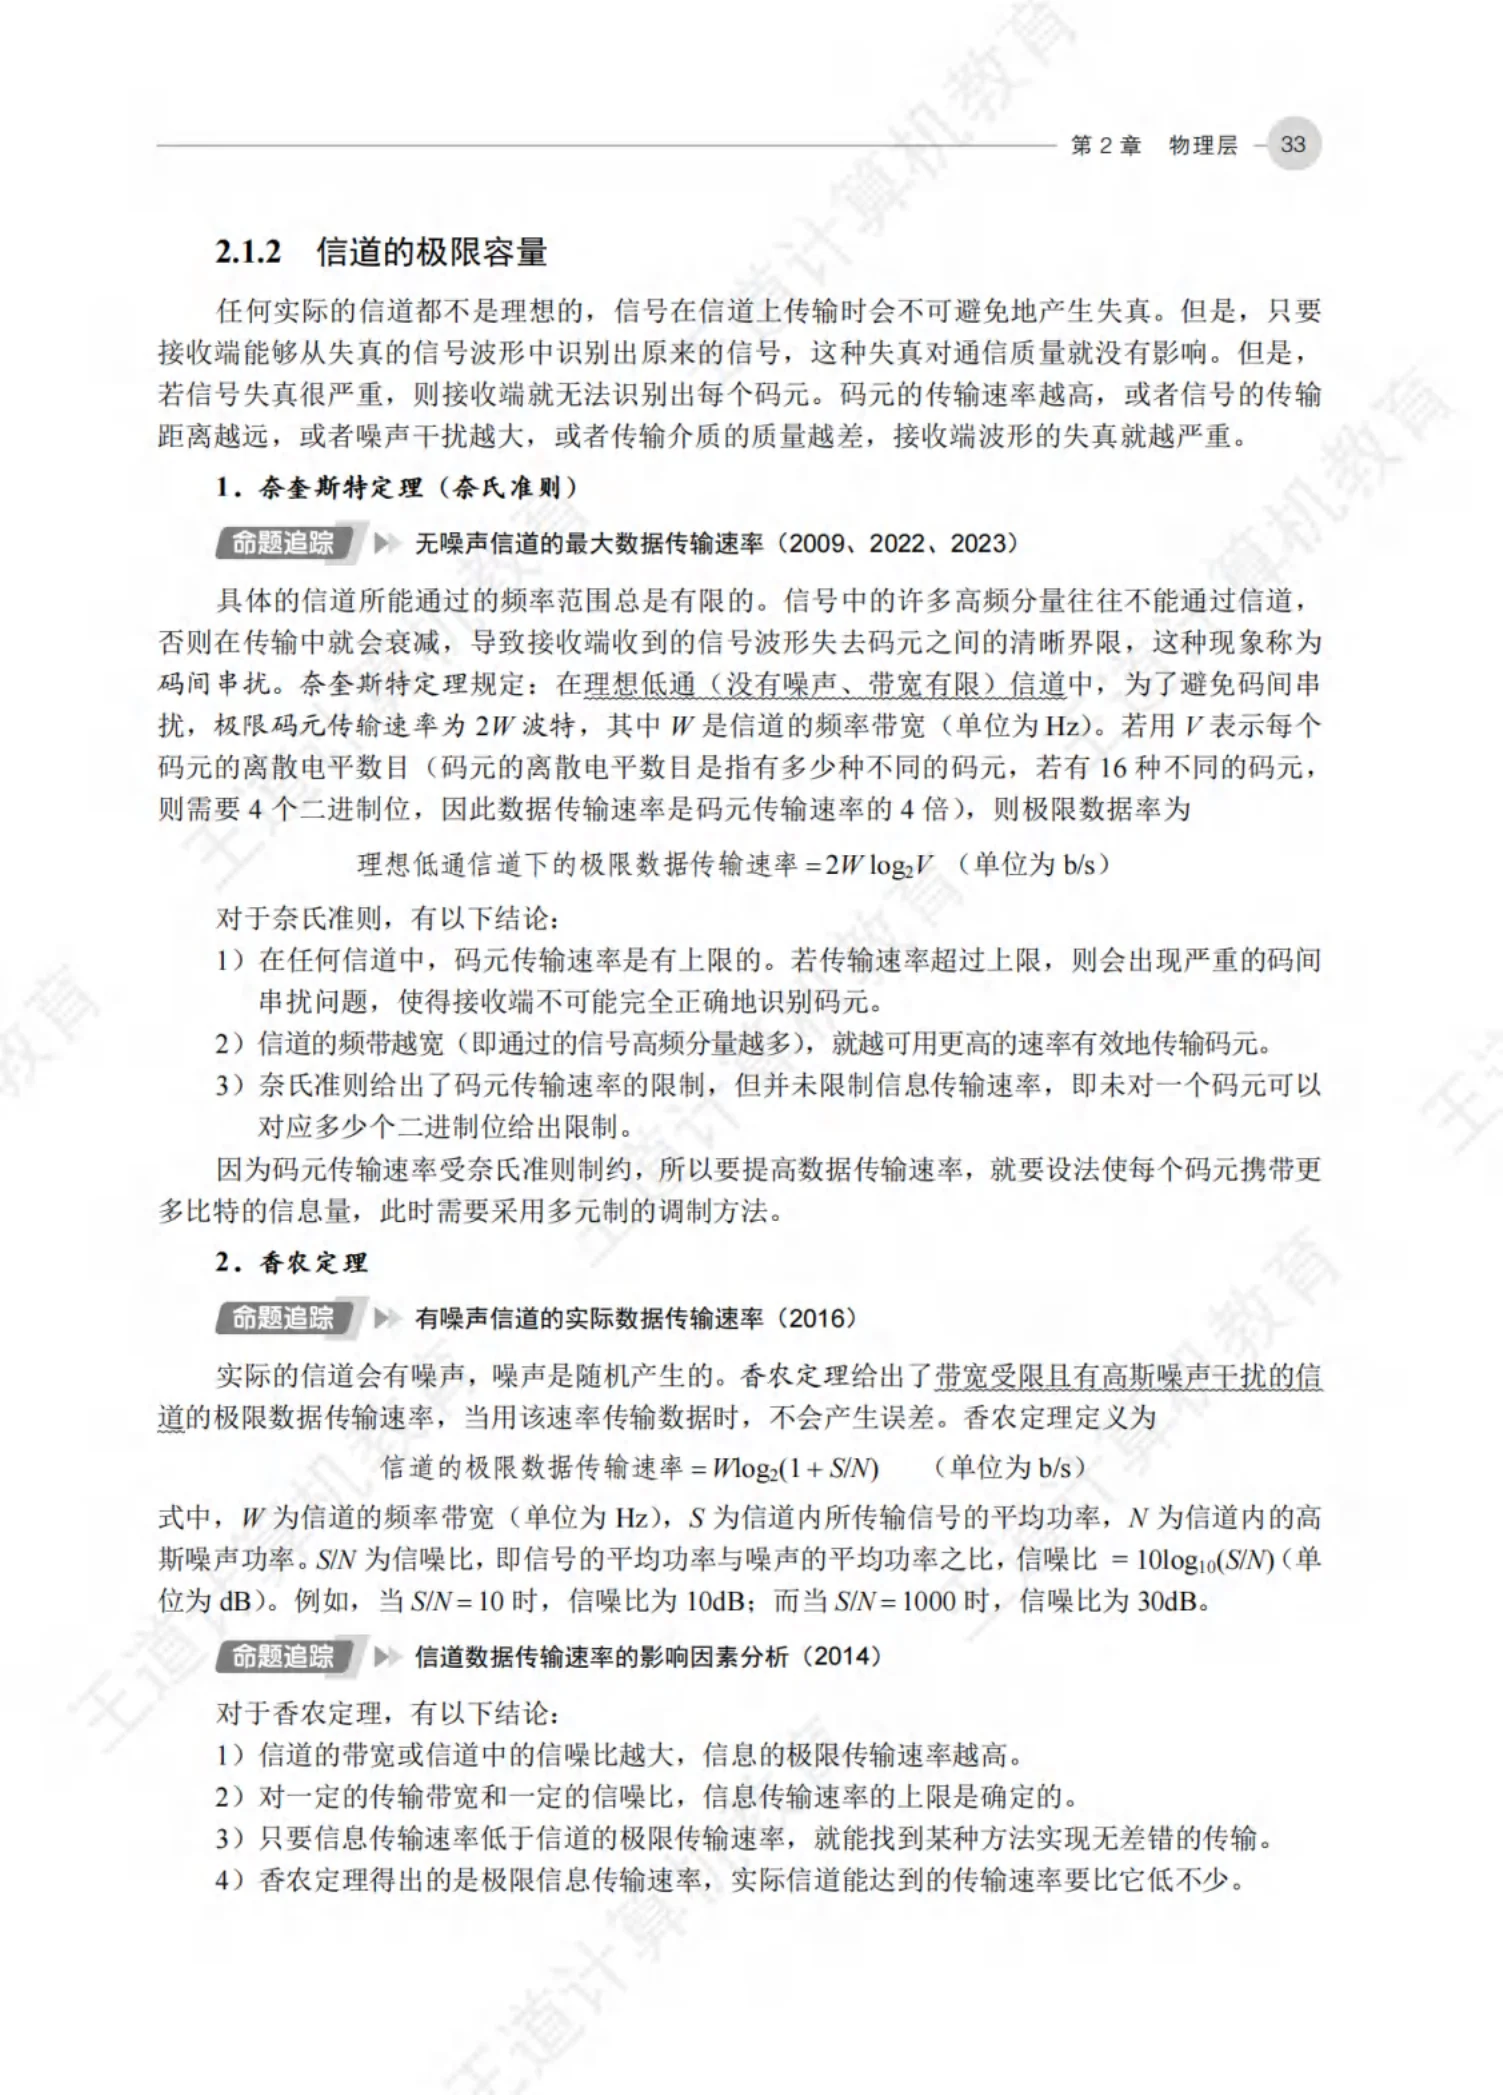 第 2 章 物理层 33
2.1.2 信道的极限容量
任何实际的信道都不是理想的，信号在信道上传输时会不可避免地产生失真。但是，只要
接收端能够从失真的信号波形中识别出原来的信号，这种失真对通信质量就没有影响。但是，
若信号失真很严重，则接收端就无法识别出每个码元。码元的传输速率越高，或者信号的传输
距离越远，或者噪声干扰越大，或者传输介质的质量越差，接收端波形的失真就越严重。
1．奈奎斯特定理（奈氏准则）
命题追踪 无噪声信道的最大数据传输速率（2009、2022、2023）
具体的信道所能通过的频率范围总是有限的。信号中的许多高频分量往往不能通过信道，
否则在传输中就会衰减，导致接收端收到的信号波形失去码元之间的清晰界限，这种现象称为
码间串扰。奈奎斯特定理规定：在理想低通（没有噪声、带宽有限）信道中，为了避免码间串
扰，极限码元传输速率为 2W 波特，其中 W 是信道的频率带宽（单位为 Hz）。若用 V 表示每个
码元的离散电平数目（码元的离散电平数目是指有多少种不同的码元，若有 16 种不同的码元，
则需要 4 个二进制位，因此数据传输速率是码元传输速率的 4 倍），则极限数据率为
理想低通信道下的极限数据传输速率 = 2W log₂V （单位为 b/s）
对于奈氏准则，有以下结论：
1）在任何信道中，码元传输速率是有上限的。若传输速率超过上限，则会出现严重的码间
串扰问题，使得接收端不可能完全正确地识别码元。
2）信道的频带越宽（即通过的信号高频分量越多），就越可用更高的速率有效地传输码元。
3）奈氏准则给出了码元传输速率的限制，但并未限制信息传输速率，即未对一个码元可以
对应多少个二进制位给出限制。
因为码元传输速率受奈氏准则制约，所以要提高数据传输速率，就要设法使每个码元携带更
多比特的信息量，此时需要采用多元制的调制方法。
2．香农定理
命题追踪 有噪声信道的实际数据传输速率（2016）
实际的信道会有噪声，噪声是随机产生的。香农定理给出了带宽受限且有高斯噪声干扰的信
道的极限数据传输速率，当用该速率传输数据时，不会产生误差。香农定理定义为
信道的极限数据传输速率 = Wlog₂(1 + S/N) （单位为 b/s）
式中，W 为信道的频率带宽（单位为 Hz），S 为信道内所传输信号的平均功率，N 为信道内的高
斯噪声功率。S/N 为信噪比，即信号的平均功率与噪声的平均功率之比，信噪比 = 10log₁₀(S/N)（单
位为 dB）。例如，当 S/N = 10 时，信噪比为 10dB；而当 S/N = 1000 时，信噪比为 30dB。
命题追踪 信道数据传输速率的影响因素分析（2014）
对于香农定理，有以下结论：
1）信道的带宽或信道中的信噪比越大，信息的极限传输速率越高。
2）对一定的传输带宽和一定的信噪比，信息传输速率的上限是确定的。
3）只要信息传输速率低于信道的极限传输速率，就能找到某种方法实现无差错的传输。
4）香农定理得出的是极限信息传输速率，实际信道能达到的传输速率要比它低不少。
王道计算机教育
王道计算机教育
王道计算机教育
王道计算机教育
王道计算机教育
王道计算机教育
王道计算机教育